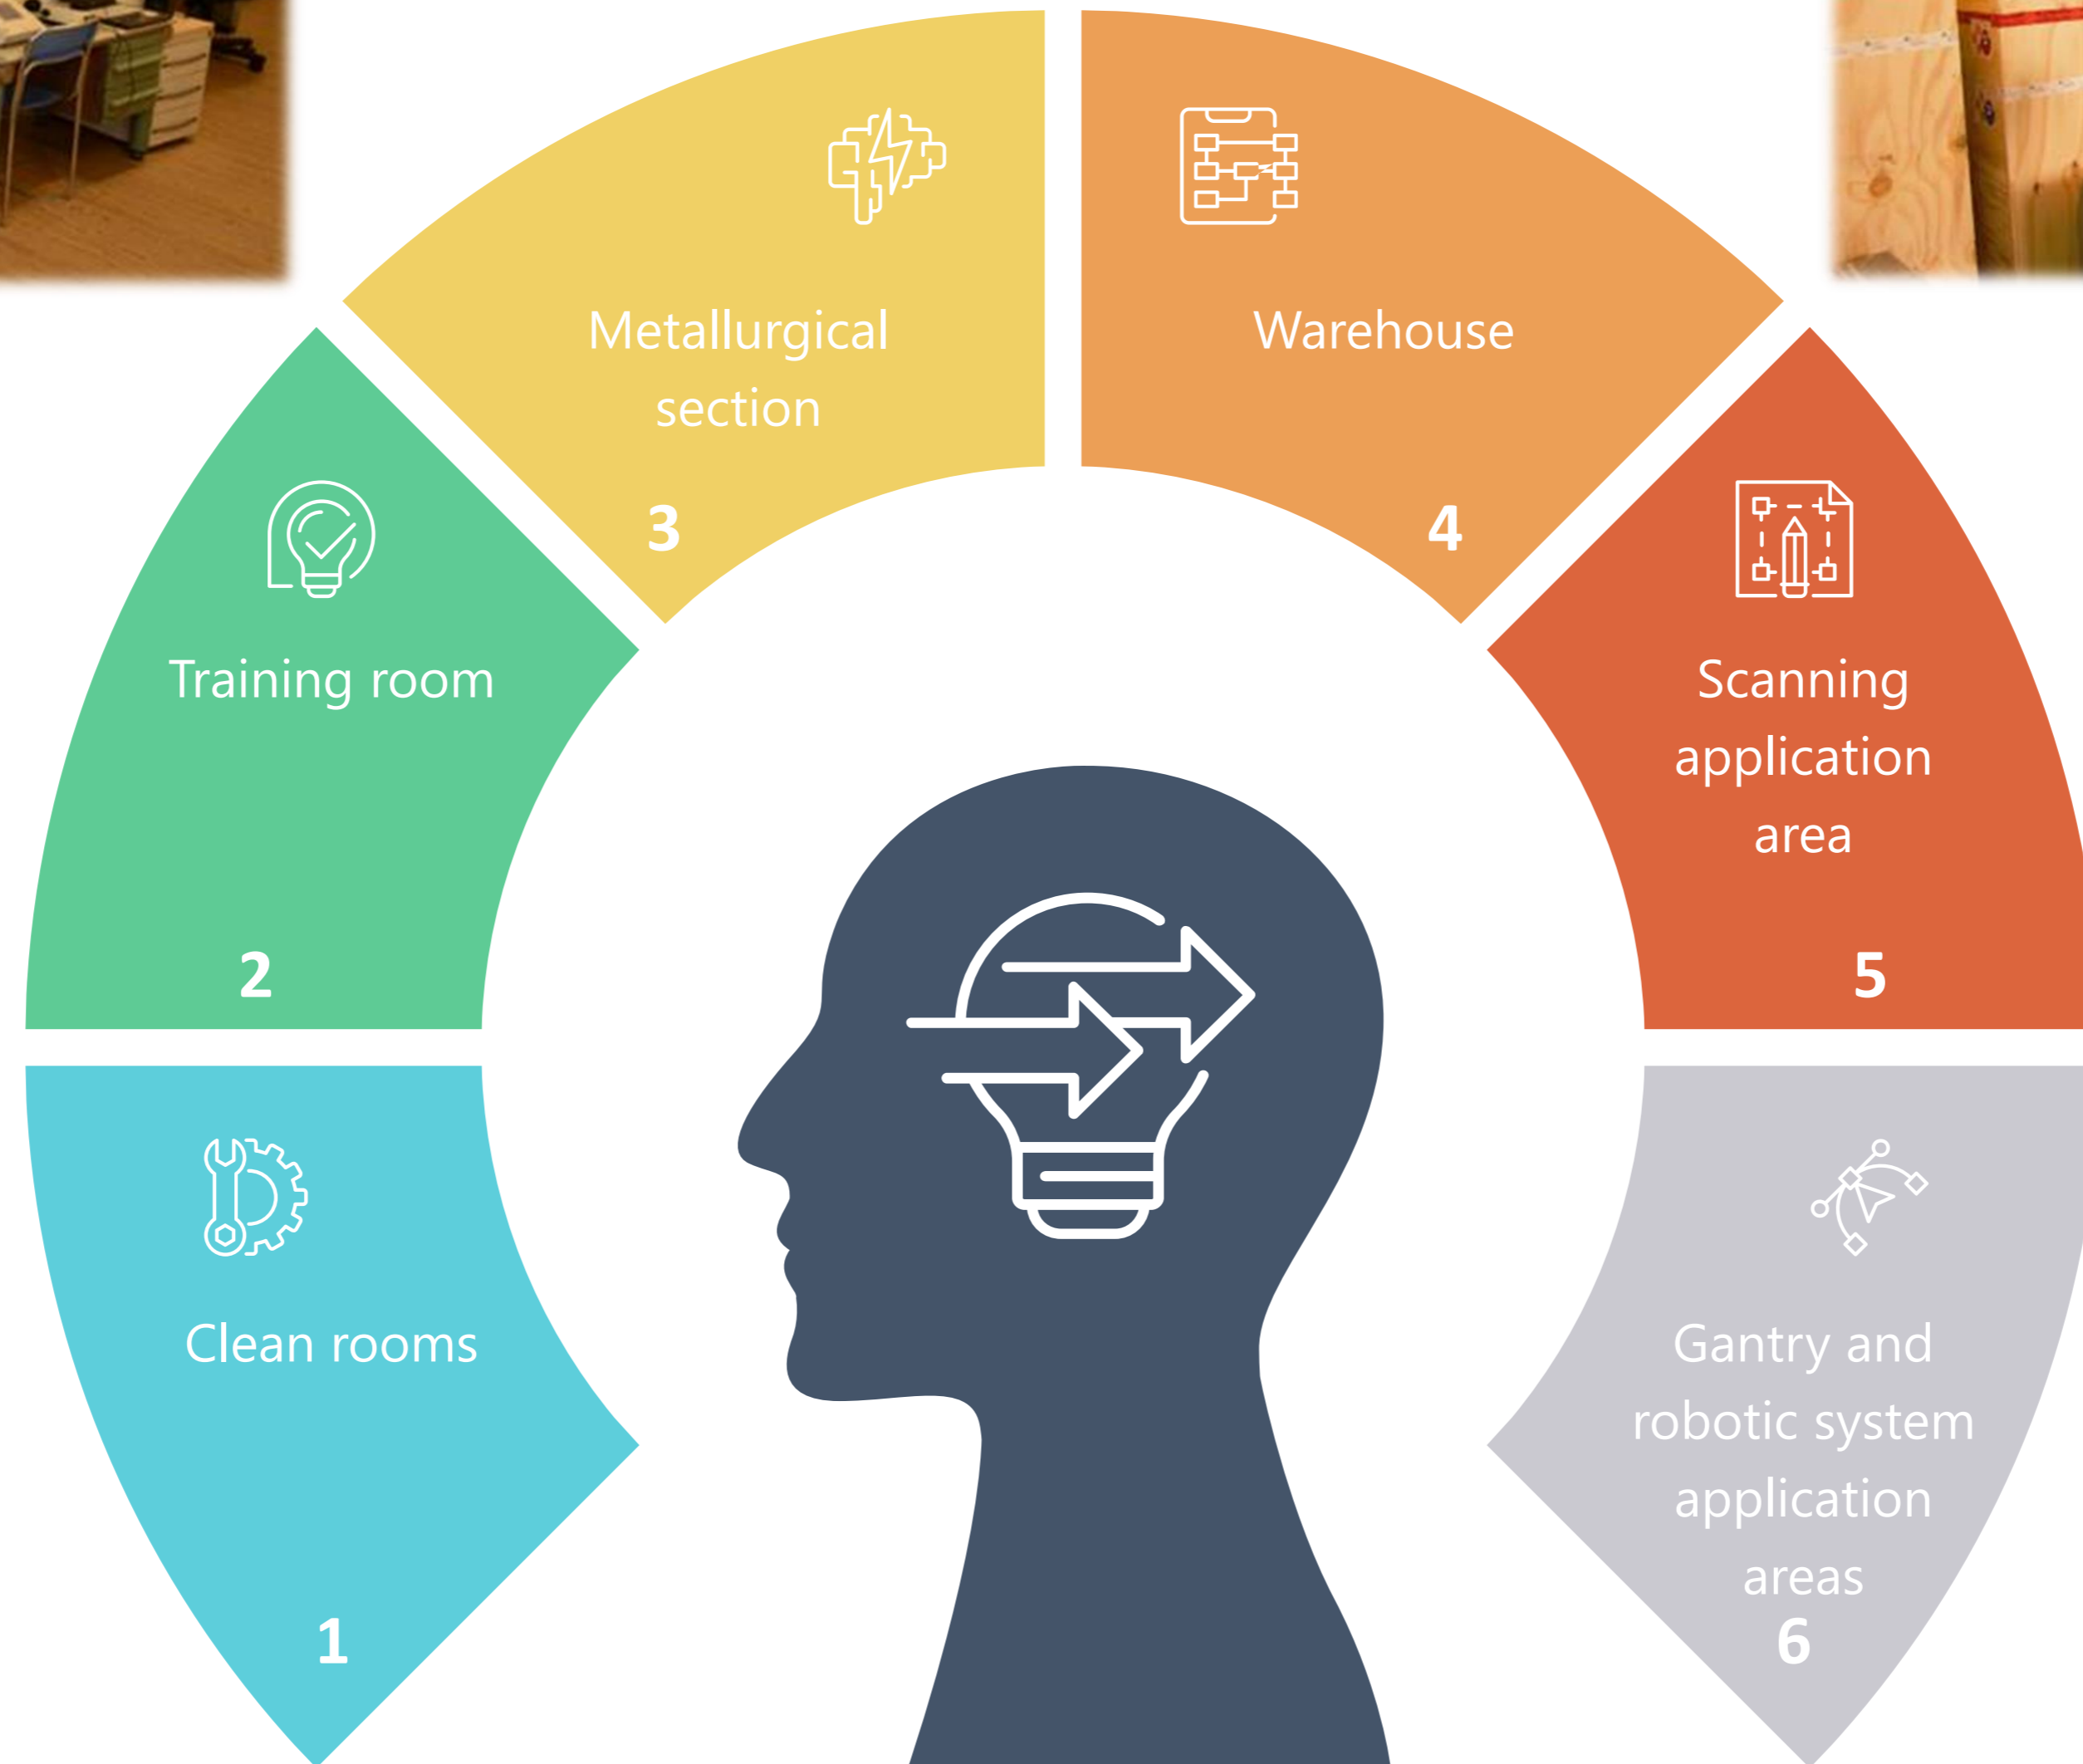 Clean rooms
1
Training room
2
Metallurgical
section
3
Warehouse
4
Scanning
application
area
5
Gantry and
robotic system
application
areas
6